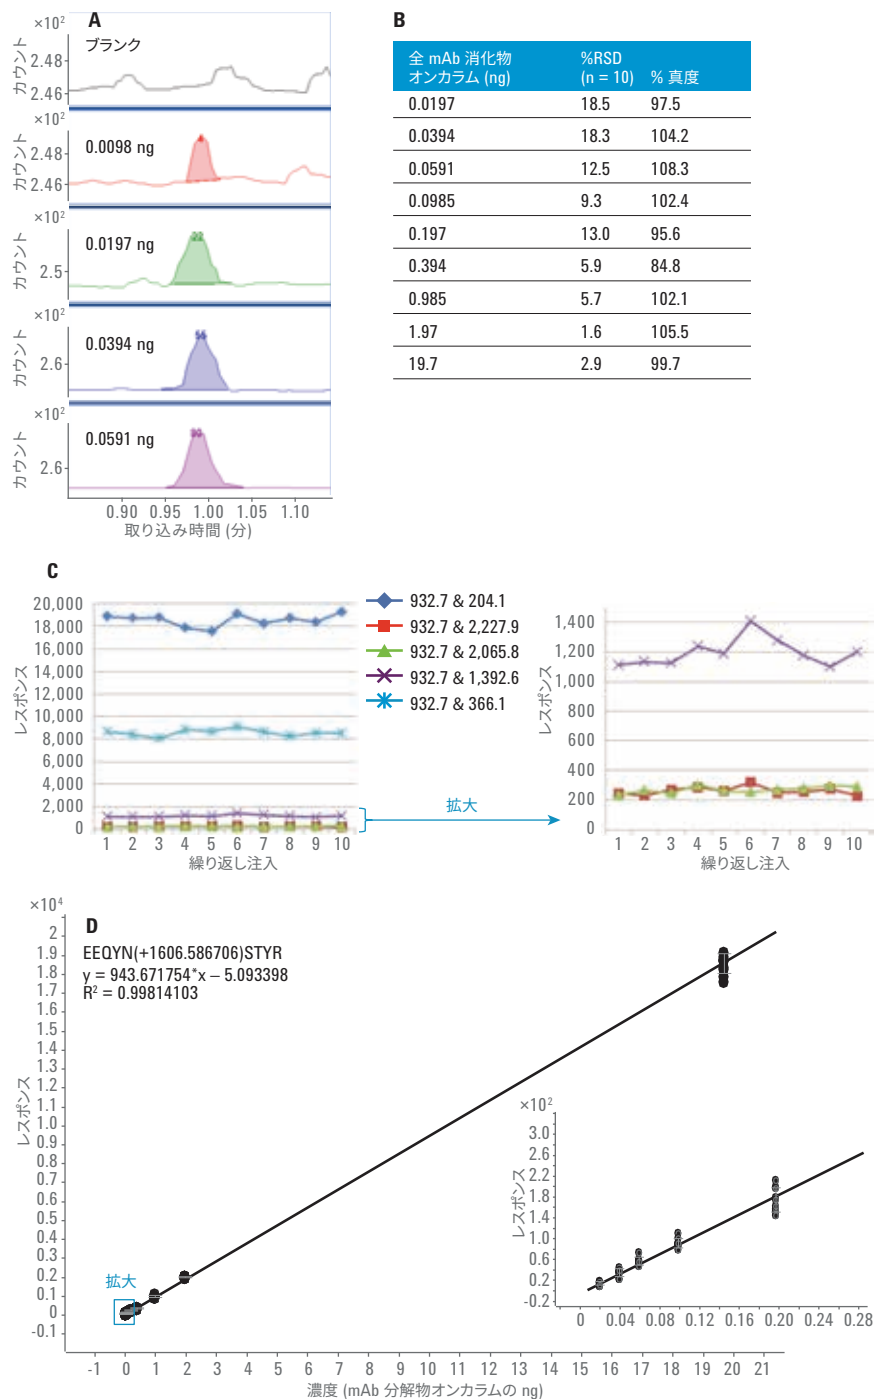 A
×10²
ブランク
カウント
2.48
2.46
×10²
0.0098 ng
カウント
2.48
2.46
×10²
0.0197 ng
カウント
2.5
×10²
0.0394 ng
カウント
2.6
×10²
0.0591 ng
カウント
2.6
0.90 0.95 1.00 1.05 1.10
取り込み時間 (分)
B
全 mAb 消化物
オンカラム (ng)
%RSD
(n = 10)
% 真度
0.0197 18.5 97.5
0.0394 18.3 104.2
0.0591 12.5 108.3
0.0985 9.3 102.4
0.197 13.0 95.6
0.394 5.9 84.8
0.985 5.7 102.1
1.97 1.6 105.5
19.7 2.9 99.7
C
20,000
18,000
16,000
14,000
12,000
10,000
8,000
6,000
4,000
2,000
0
レスポンス
1 2 3 4 5 6 7 8 9 10
繰り返し注入
932.7 & 204.1
932.7 & 2,227.9
932.7 & 2,065.8
932.7 & 1,392.6
932.7 & 366.1
拡大
1,400
1,200
1,000
800
600
400
200
0
レスポンス
1 2 3 4 5 6 7 8 9 10
繰り返し注入
D
×10⁴
EEQYN(+1606.586706)STYR
y = 943.671754*x – 5.093398
R² = 0.99814103
2
1.9
1.8
1.7
1.6
1.5
1.4
1.3
1.2
1.1
1
0.9
0.8
0.7
0.6
0.5
0.4
0.3
0.2
0.1
0
-0.1
レスポンス
拡大
-1 0 1 2 3 4 5 6 7 8 9 10 11 12 13 14 15 16 17 18 19 20 21
濃度 (mAb 分解物オンカラムの ng)
×10²
3.0
2.6
2.2
1.8
1.4
1.0
0.6
0.2
-0.2
レスポンス
0 0.04 0.08 0.12 0.16 0.20 0.24 0.28